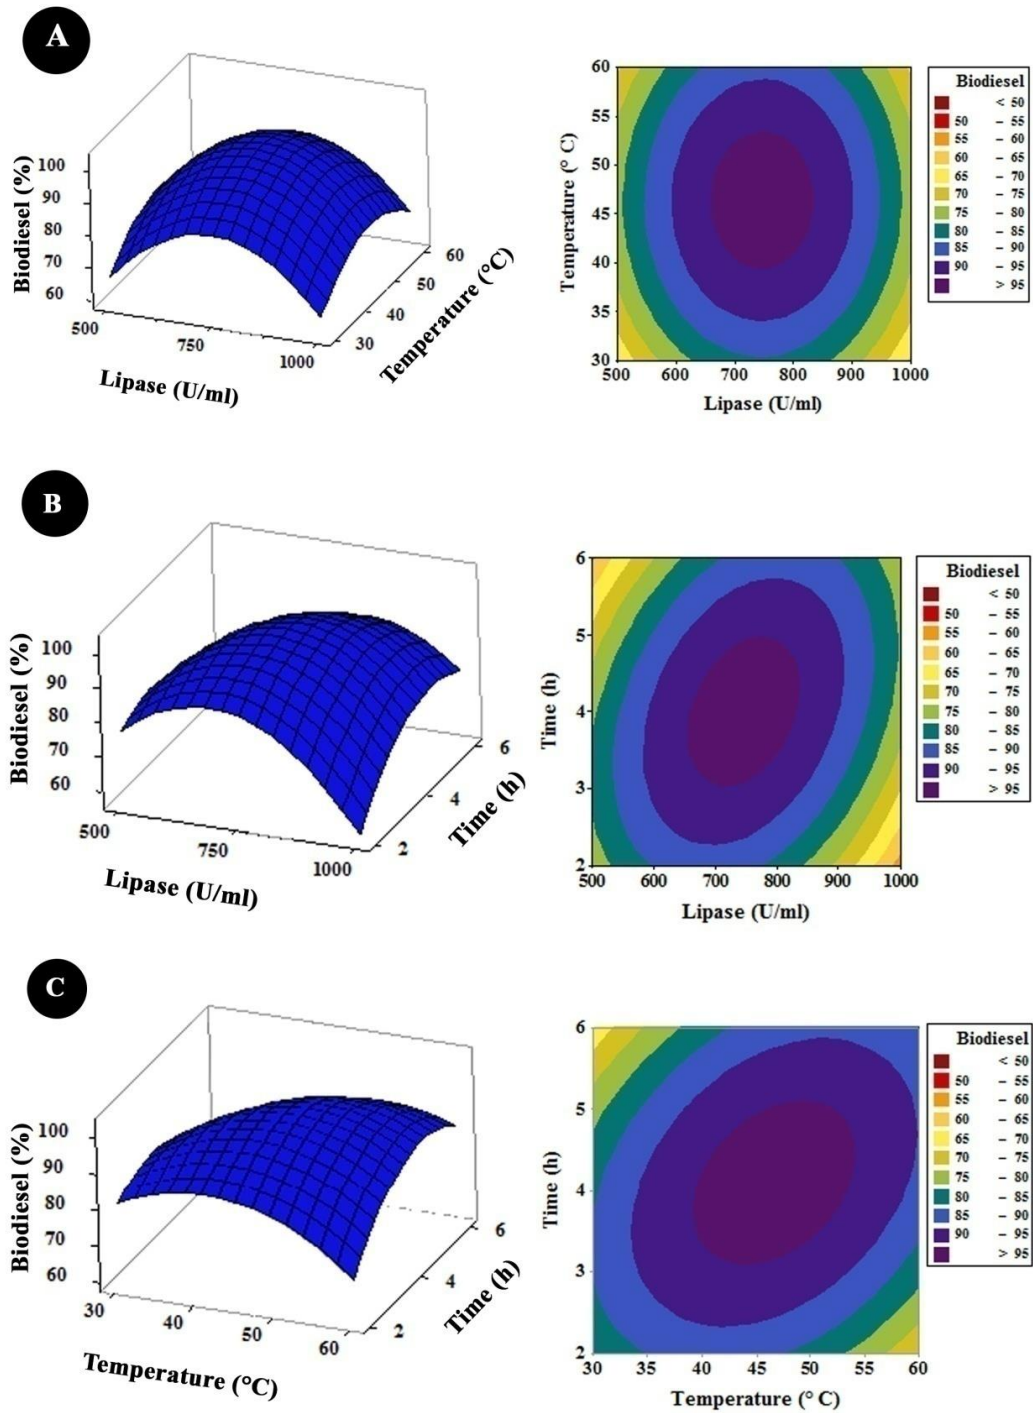 A
Biodiesel (%)
100
90
80
70
60
500
750
1000
Lipase (U/ml)
30
40
50
60
Temperature (°C)
Temperature (° C)
60
55
50
45
40
35
30
500 600 700 800 900 1000
Lipase (U/ml)
Biodiesel
< 50
50 – 55
55 – 60
60 – 65
65 – 70
70 – 75
75 – 80
80 – 85
85 – 90
90 – 95
> 95
B
Biodiesel (%)
100
90
80
70
60
500
750
1000
Lipase (U/ml)
2
4
6
Time (h)
Time (h)
6
5
4
3
2
500 600 700 800 900 1000
Lipase (U/ml)
Biodiesel
< 50
50 – 55
55 – 60
60 – 65
65 – 70
70 – 75
75 – 80
80 – 85
85 – 90
90 – 95
> 95
C
Biodiesel (%)
100
90
80
70
60
30
40
50
60
Temperature (°C)
2
4
6
Time (h)
Time (h)
6
5
4
3
2
30 35 40 45 50 55 60
Temperature (° C)
Biodiesel
< 50
50 – 55
55 – 60
60 – 65
65 – 70
70 – 75
75 – 80
80 – 85
85 – 90
90 – 95
> 95